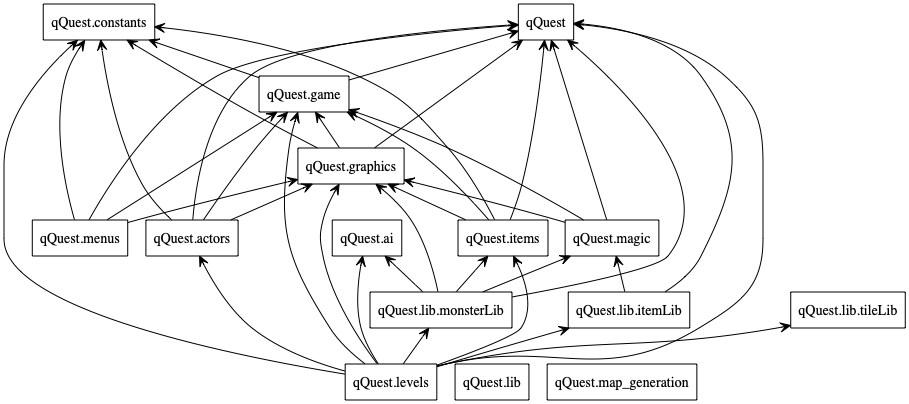 qQuest.constants
qQuest
qQuest.game
qQuest.graphics
qQuest.menus
qQuest.actors
qQuest.ai
qQuest.items
qQuest.magic
qQuest.lib.monsterLib
qQuest.lib.itemLib
qQuest.lib.tileLib
qQuest.levels
qQuest.lib
qQuest.map_generation